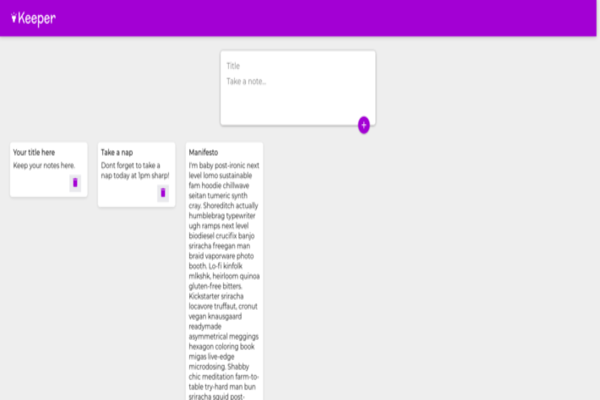 Keeper
Title
Take a note...
+
Your title here
Keep your notes here.
Take a nap
Dont forget to take a
nap today at 1pm sharp!
Manifesto
I'm baby post-ironic next
level lomo sustainable
fam hoodie chillwave
seitan tumeric synth
cray. Shoreditch actually
humblebrag typewriter
ugh ramps next level
biodiesel crucifix banjo
sriracha freegan man
braid vaporware photo
booth. Lo-fi kinfolk
mlkshk, heirloom quinoa
gluten-free bitters.
Kickstarter sriracha
locavore truffaut, cronut
vegan knausgaard
readymade
asymmetrical meggings
hexagon coloring book
migas live-edge
microdosing. Shabby
chic meditation farm-to-
table try-hard man bun
sriracha squid post-